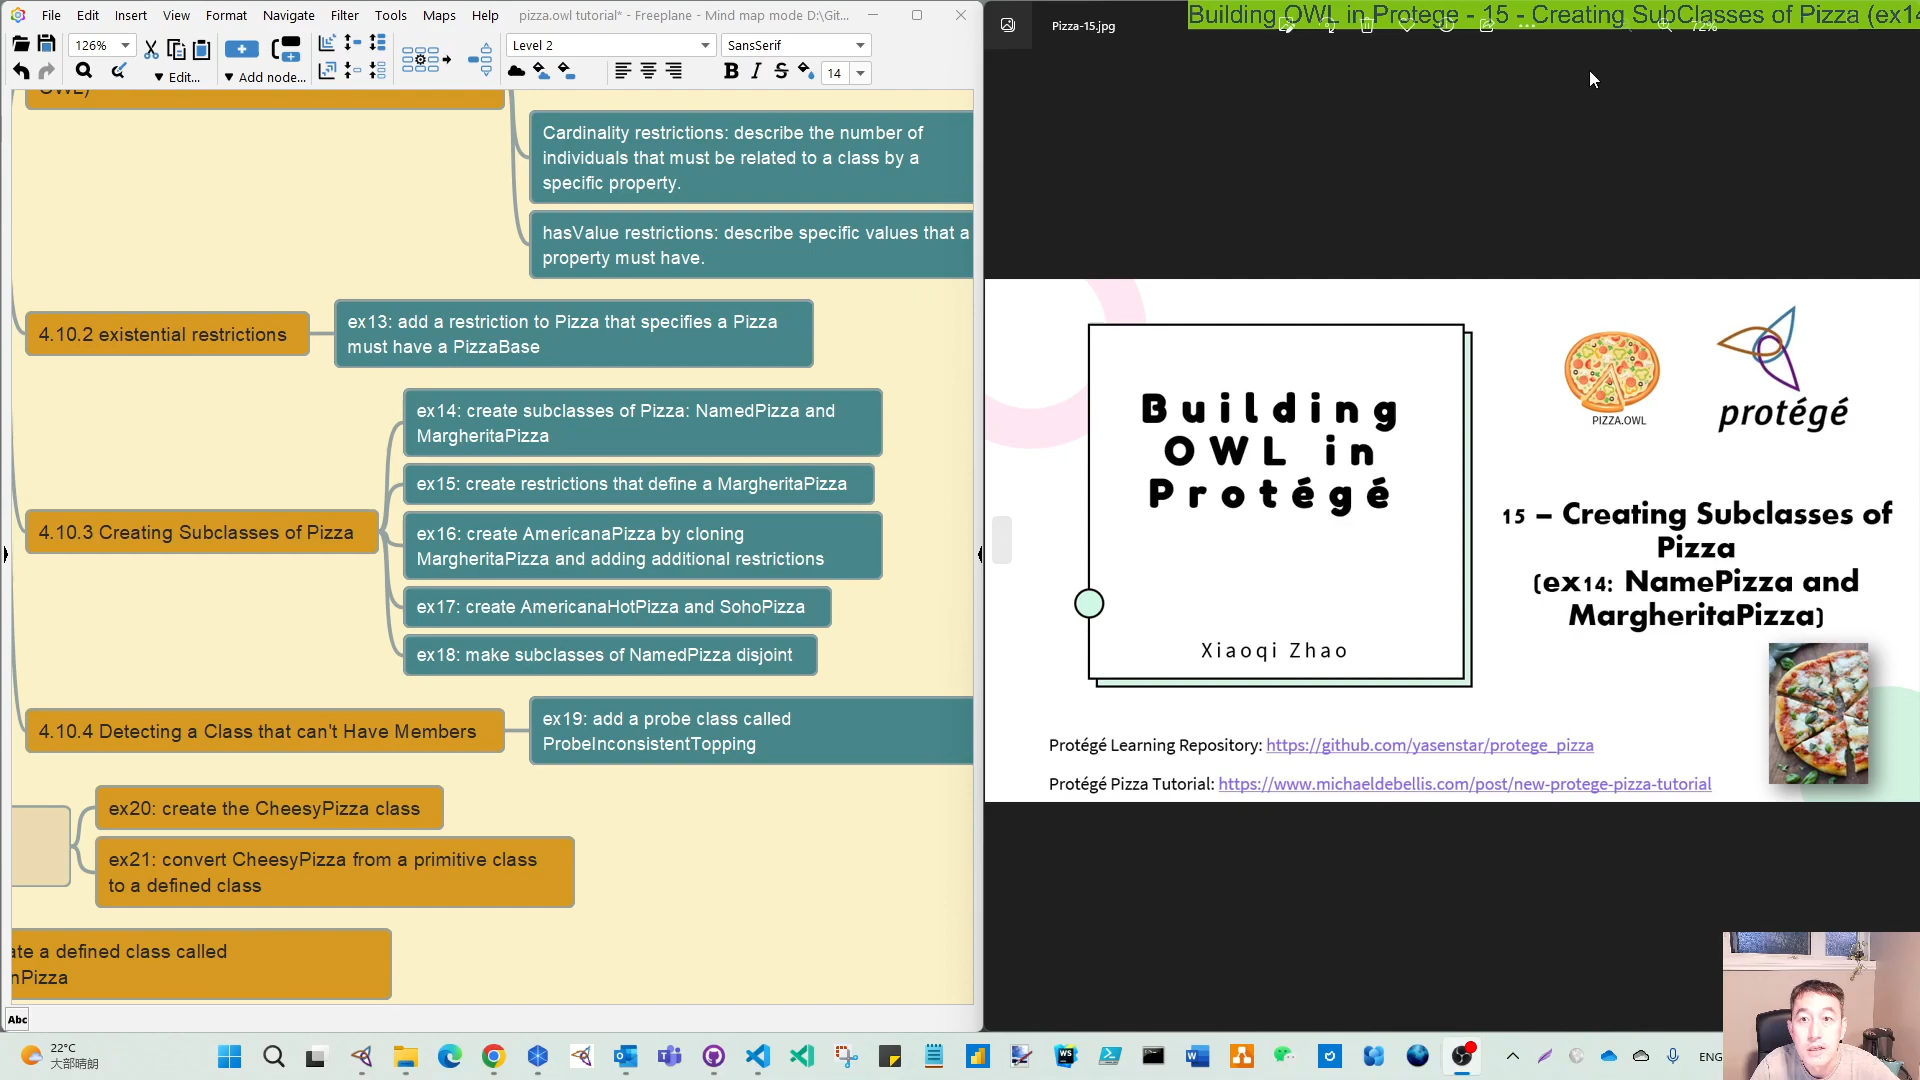 File Edit Insert View Format Navigate Filter Tools Maps Help pizza.owl tutorial* - Freeplane - Mind map mode D:\Git...
126%
Edit...
Add node...
Level 2
SansSerif
B I S
14
OWL)
Cardinality restrictions: describe the number of
individuals that must be related to a class by a
specific property.
hasValue restrictions: describe specific values that a
property must have.
4.10.2 existential restrictions
ex13: add a restriction to Pizza that specifies a Pizza
must have a PizzaBase
4.10.3 Creating Subclasses of Pizza
ex14: create subclasses of Pizza: NamedPizza and
MargheritaPizza
ex15: create restrictions that define a MargheritaPizza
ex16: create AmericanaPizza by cloning
MargheritaPizza and adding additional restrictions
ex17: create AmericanaHotPizza and SohoPizza
ex18: make subclasses of NamedPizza disjoint
4.10.4 Detecting a Class that can't Have Members
ex19: add a probe class called
ProbeInconsistentTopping
ex20: create the CheesyPizza class
ex21: convert CheesyPizza from a primitive class
to a defined class
ate a defined class called
nPizza
Abc
Pizza-15.jpg
Building OWL in Protege - 15 - Creating SubClasses of Pizza (ex14
72%
Building
OWL in
Protégé
Xiaoqi Zhao
PIZZA.OWL
protégé
15 – Creating Subclasses of
Pizza
(ex14: NamePizza and
MargheritaPizza)
Protégé Learning Repository: https://github.com/yasenstar/protege_pizza
Protégé Pizza Tutorial: https://www.michaeldebellis.com/post/new-protege-pizza-tutorial
22°C
大部晴朗
ENG